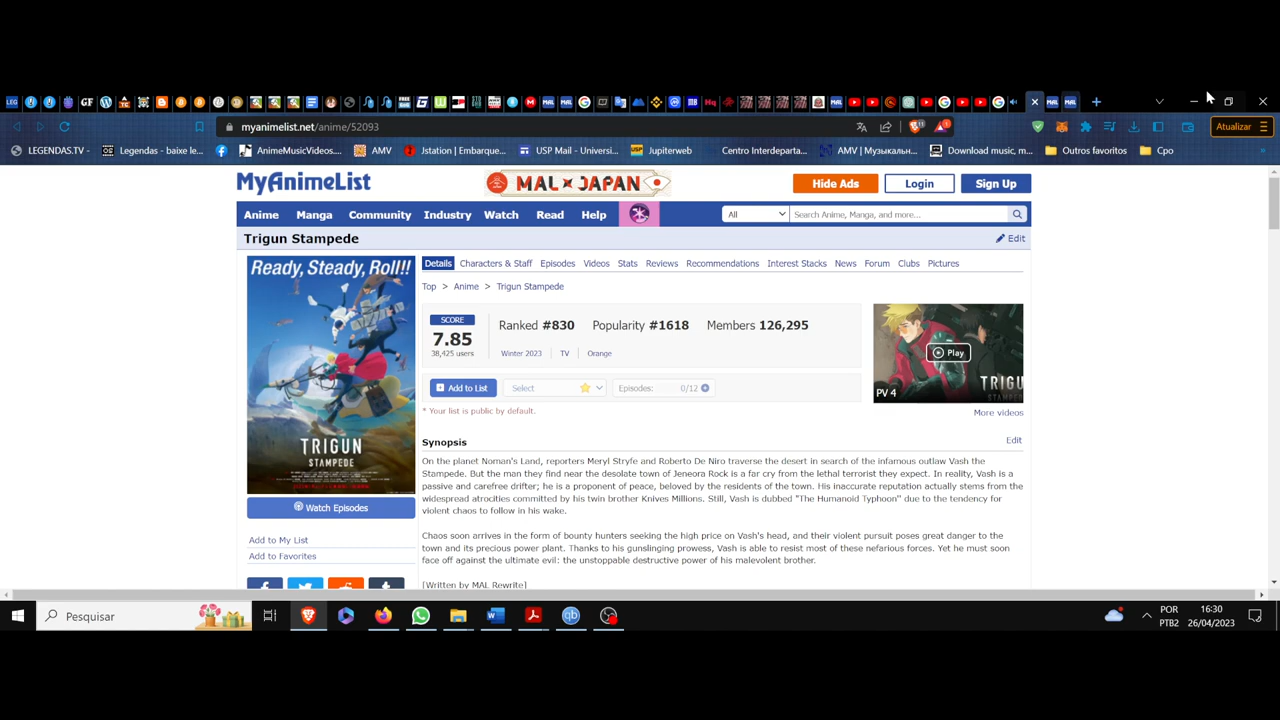 Atualizar
myanimelist.net/anime/52093
LEGENDAS.TV -
Legendas - baixe le...
AnimeMusicVideos....
AMV
Jstation | Embarque...
USP Mail - Universi...
Jupiterweb
Centro Interdeparta...
AMV | Музыкальн...
Download music, m...
Outros favoritos
Cpo
MyAnimeList
MAL × JAPAN
Hide Ads
Login
Sign Up
Anime Manga Community Industry Watch Read Help
All
Search Anime, Manga, and more...
Trigun Stampede
Edit
Ready, Steady, Roll!!
TRIGUN
STAMPEDE
Details Characters & Staff Episodes Videos Stats Reviews Recommendations Interest Stacks News Forum Clubs Pictures
Top > Anime > Trigun Stampede
SCORE
7.85
38,425 users
Ranked #830 Popularity #1618 Members 126,295
Winter 2023 TV Orange
Play
PV 4
TRIGU
Add to List
Select
Episodes: 0/12
* Your list is public by default.
More videos
Synopsis
Edit
On the planet Noman's Land, reporters Meryl Stryfe and Roberto De Niro traverse the desert in search of the infamous outlaw Vash the
Stampede. But the man they find near the desolate town of Jeneora Rock is a far cry from the lethal terrorist they expect. In reality, Vash is a
passive and carefree drifter; he is a proponent of peace, beloved by the residents of the town. His inaccurate reputation actually stems from the
widespread atrocities committed by his twin brother Knives Millions. Still, Vash is dubbed "The Humanoid Typhoon" due to the tendency for
violent chaos to follow in his wake.
Chaos soon arrives in the form of bounty hunters seeking the high price on Vash's head, and their violent pursuit poses great danger to the
town and its precious power plant. Thanks to his gunslinging prowess, Vash is able to resist most of these nefarious forces. Yet he must soon
face off against the ultimate evil: the unstoppable destructive power of his malevolent brother.
[Written by MAL Rewrite]
Watch Episodes
Add to My List
Add to Favorites
Pesquisar
POR
PTB2
16:30
26/04/2023